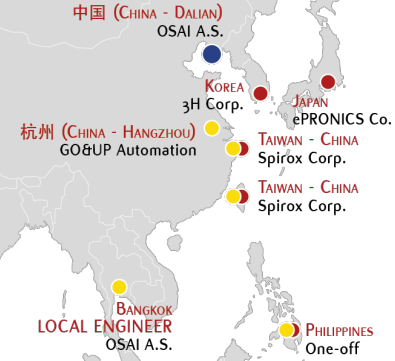 中国 (China - Dalian)
OSAI A.S.
Korea
3H Corp.
Japan
ePRONICS Co.
杭州 (China - Hangzhou)
GO&UP Automation
Taiwan - China
Spirox Corp.
Taiwan - China
Spirox Corp.
Bangkok
LOCAL ENGINEER
OSAI A.S.
Philippines
One-off